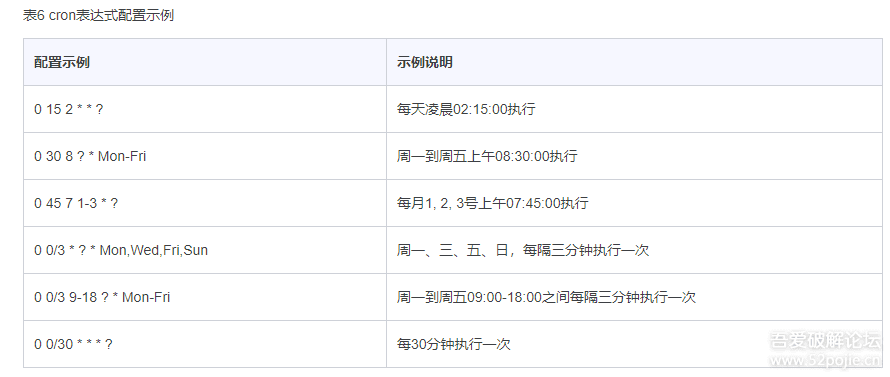 表6 cron表达式配置示例
配置示例 示例说明
0 15 2 * * ? 每天凌晨02:15:00执行
0 30 8 ? * Mon-Fri 周一到周五上午08:30:00执行
0 45 7 1-3 * ? 每月1, 2, 3号上午07:45:00执行
0 0/3 * ? * Mon,Wed,Fri,Sun 周一、三、五、日，每隔三分钟执行一次
0 0/3 9-18 ? * Mon-Fri 周一到周五09:00-18:00之间每隔三分钟执行一次
0 0/30 * * * ? 每30分钟执行一次
吾爱破解论坛
www.52pojie.cn